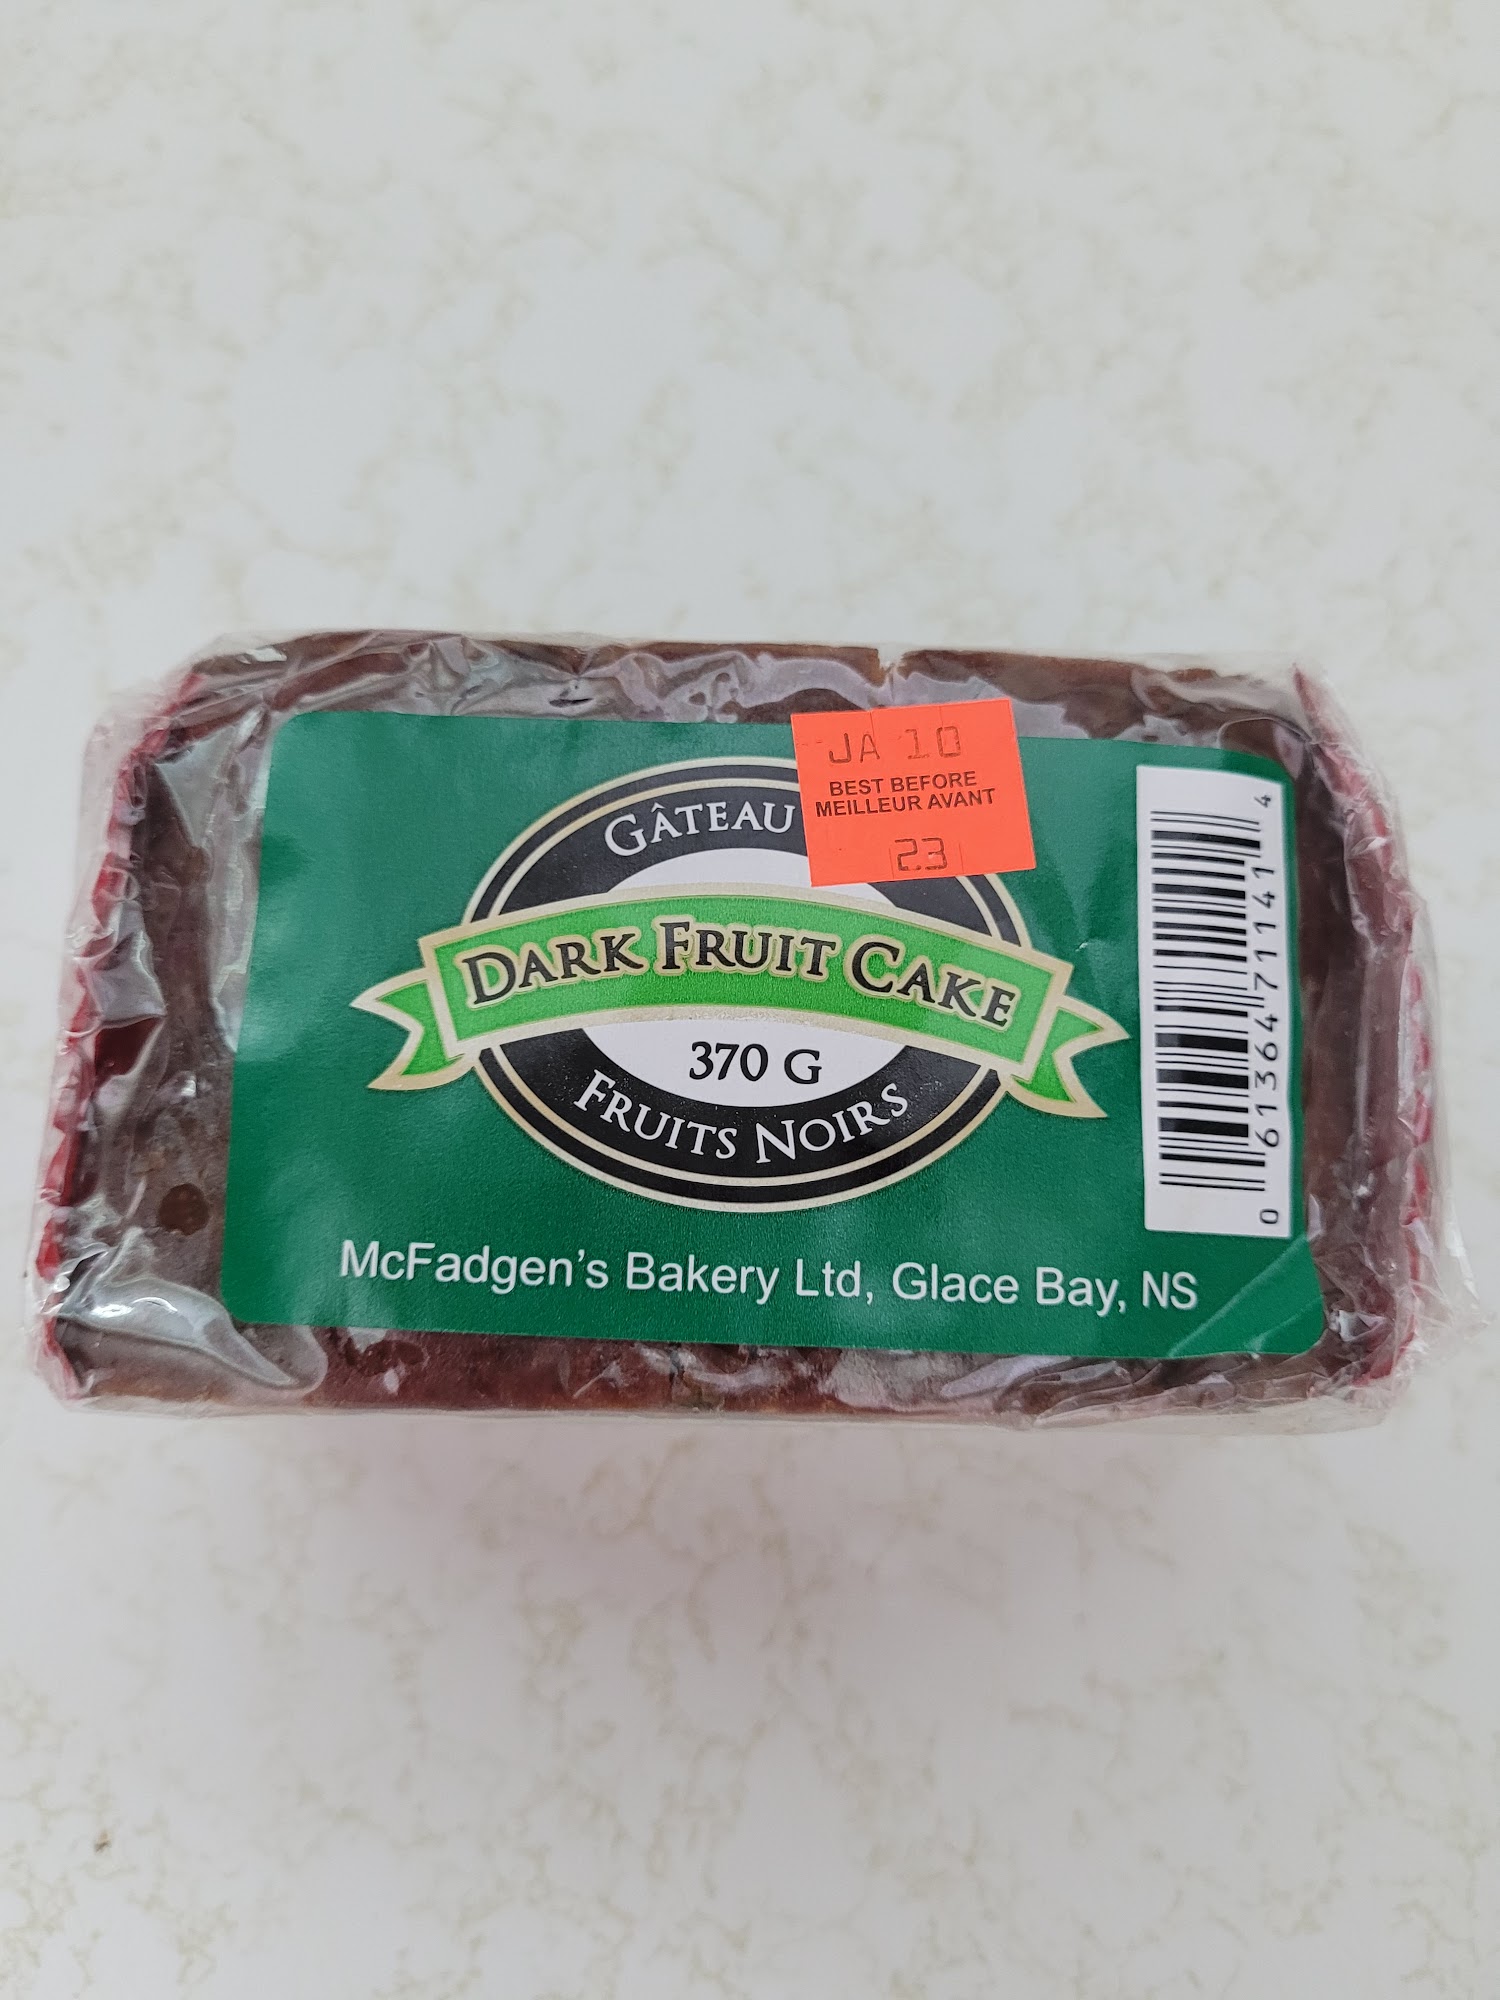 JA 10
BEST BEFORE
MEILLEUR AVANT
23
GÂTEAU
DARK FRUIT CAKE
370 G
FRUITS NOIRS
McFadgen's Bakery Ltd, Glace Bay, NS
0 61364 71141 4